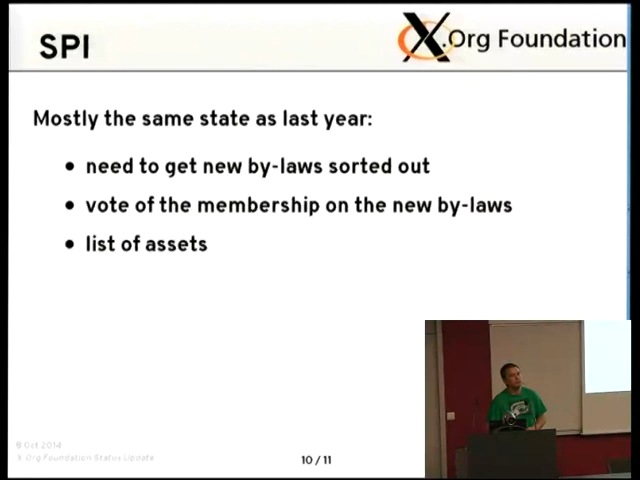 SPI
X.Org Foundation
Mostly the same state as last year:
• need to get new by-laws sorted out
• vote of the membership on the new by-laws
• list of assets
8 Oct 2014
X.Org Foundation Status Update
10 / 11